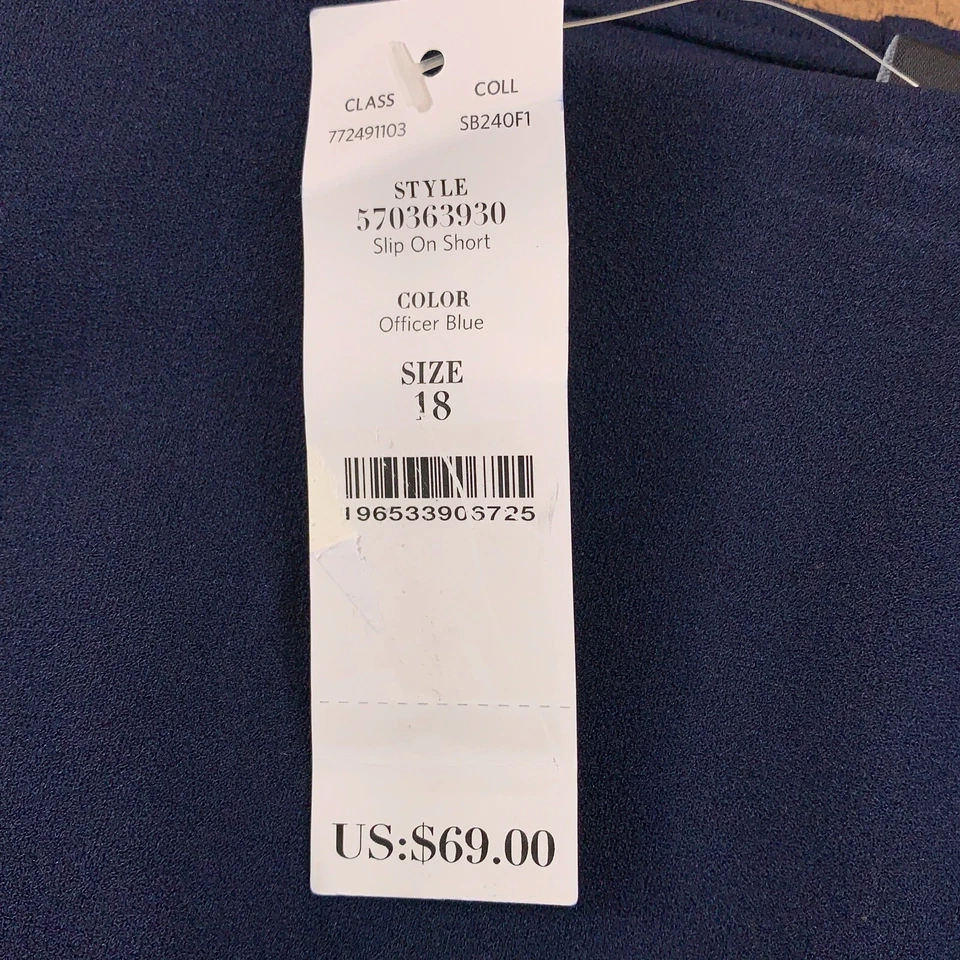 CLASS COLL
772491103 SB240F1
STYLE
570363930
Slip On Short
COLOR
Officer Blue
SIZE
18
196533906725
US:$69.00